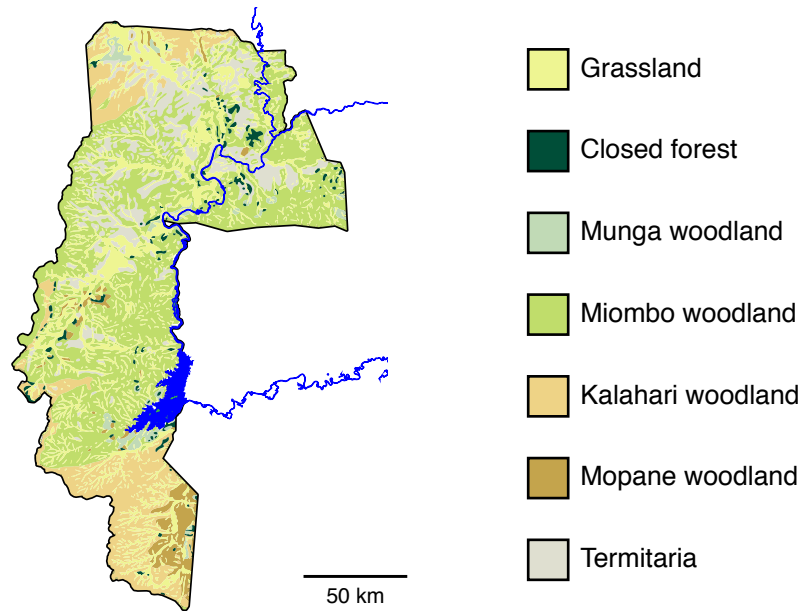 Grassland
Closed forest
Munga woodland
Miombo woodland
Kalahari woodland
Mopane woodland
Termitaria
50 km